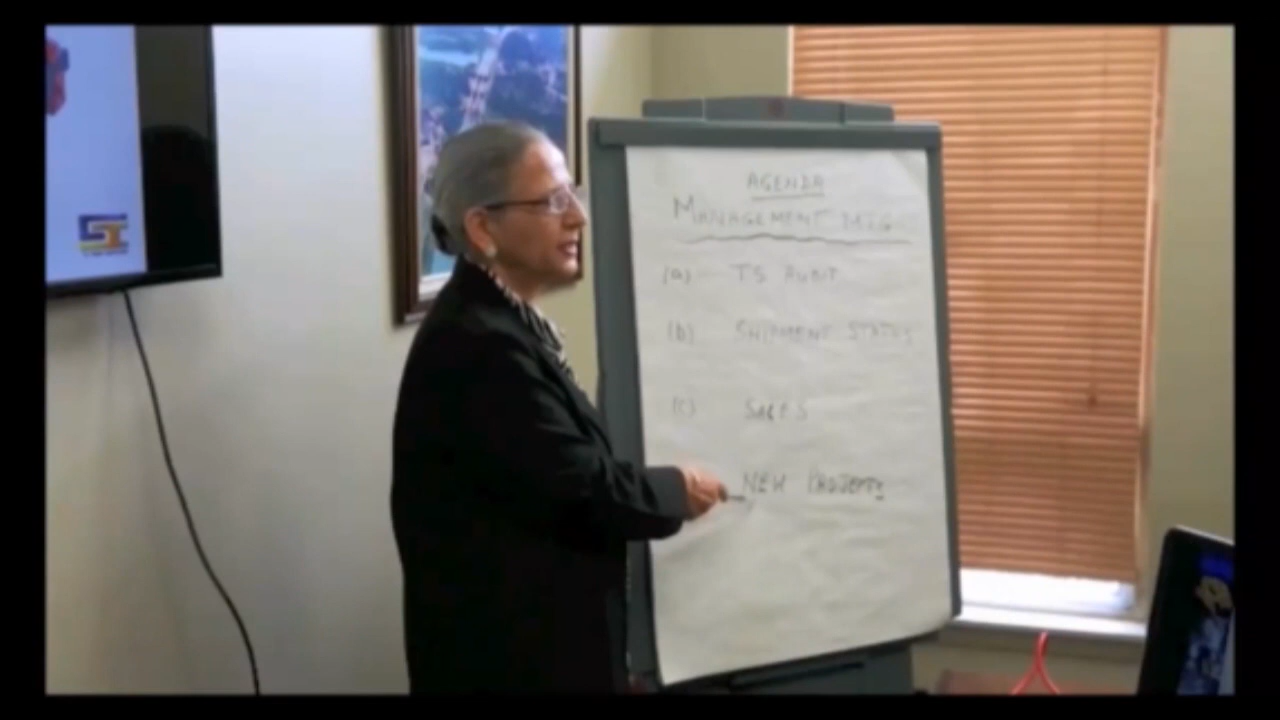 AGENDA
MANAGEMENT MTG
(a) TS AUDIT
(b) SHIPMENT STATUS
(c) SALES
NEW PROJECTS